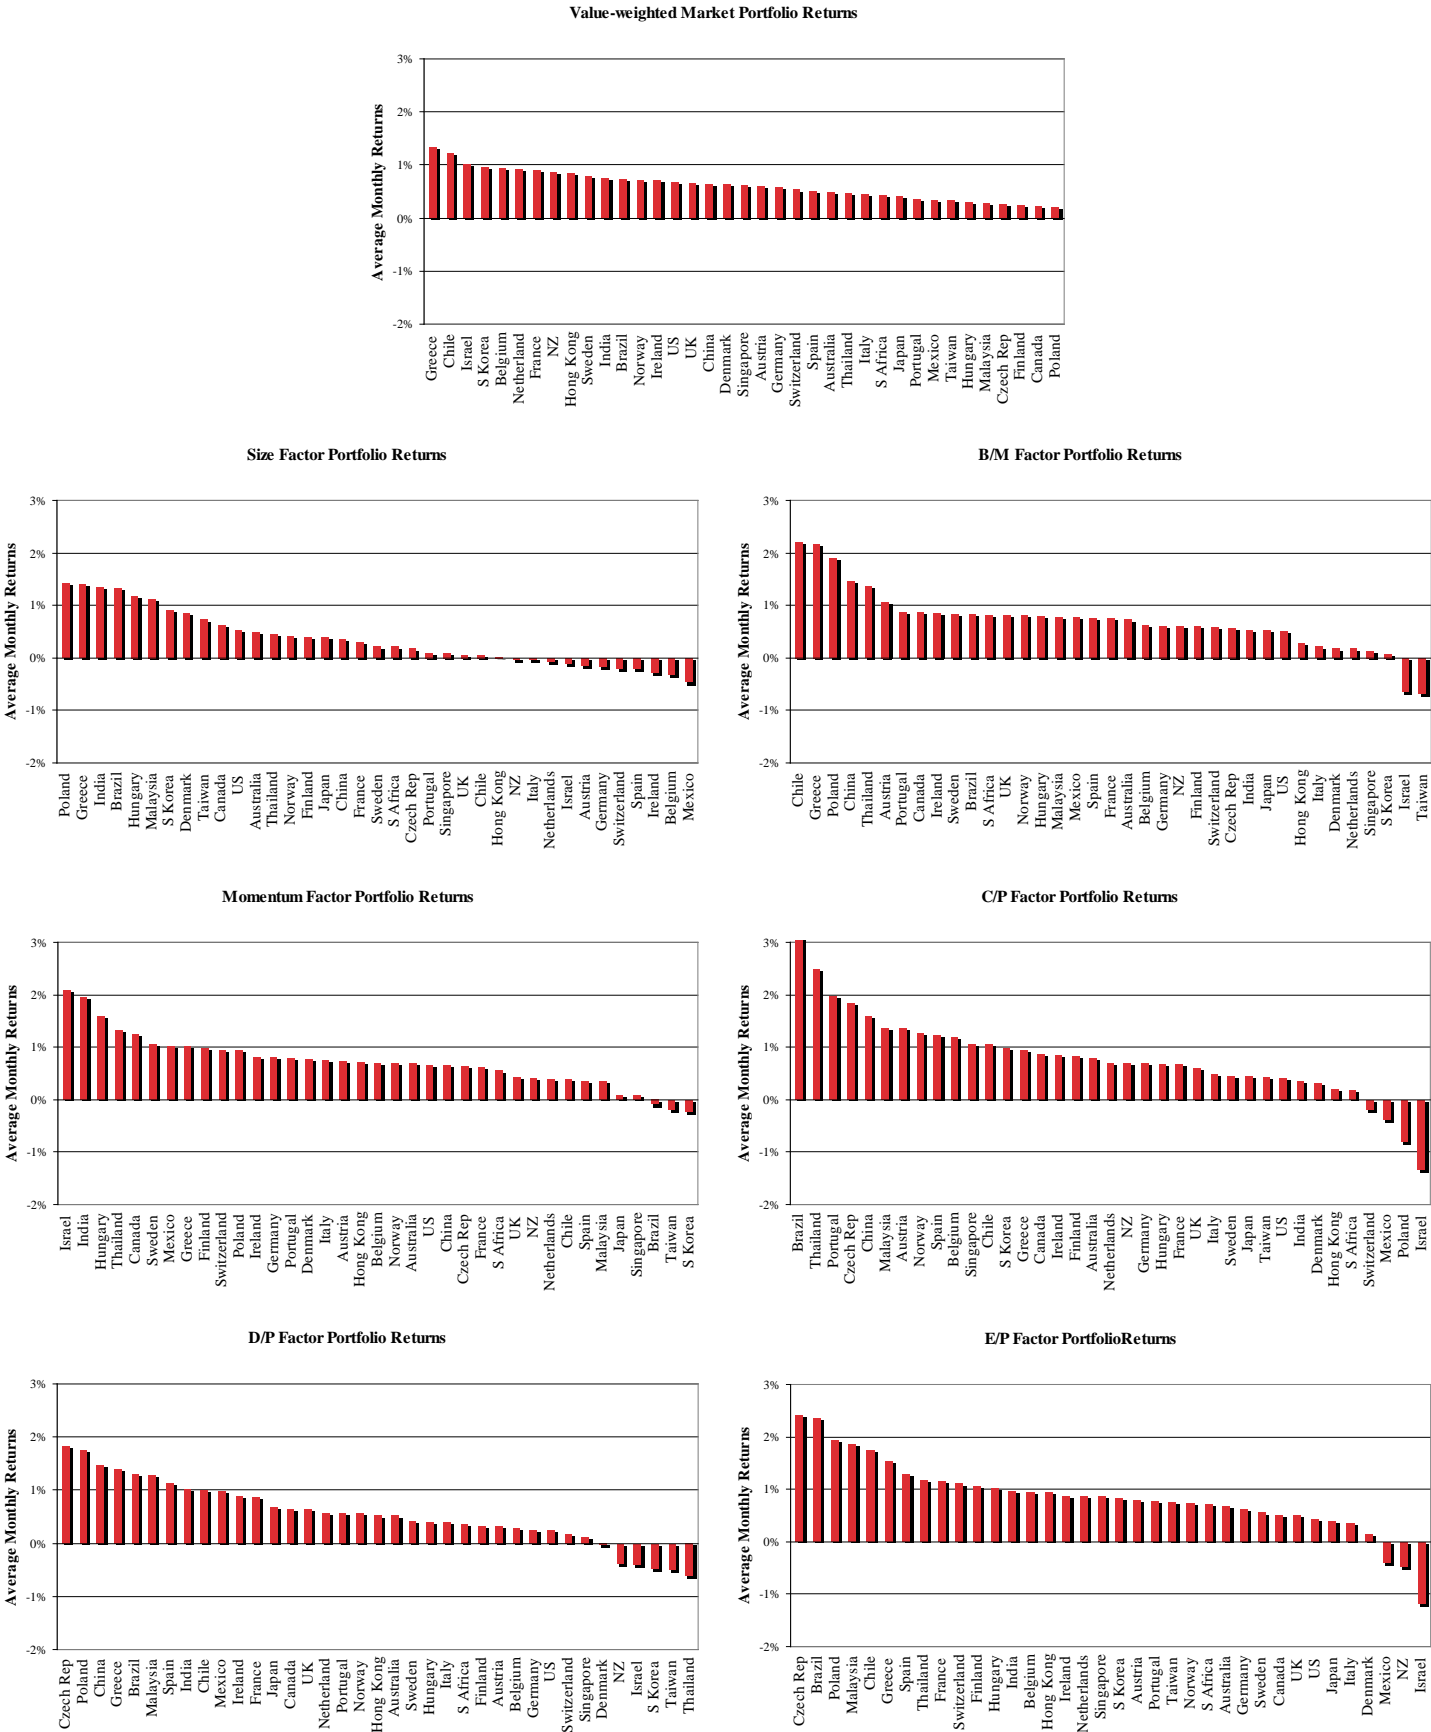 Value-weighted Market Portfolio Returns
Average Monthly Returns
3%
2%
1%
0%
-1%
-2%
Greece
Chile
Israel
S Korea
Belgium
Netherland
France
NZ
Hong Kong
Sweden
India
Brazil
Norway
Ireland
US
UK
China
Denmark
Singapore
Austria
Germany
Switzerland
Spain
Australia
Thailand
Italy
S Africa
Japan
Portugal
Mexico
Taiwan
Hungary
Malaysia
Czech Rep
Finland
Canada
Poland
Size Factor Portfolio Returns
Average Monthly Returns
3%
2%
1%
0%
-1%
-2%
Poland
Greece
India
Brazil
Hungary
Malaysia
S Korea
Denmark
Taiwan
Canada
US
Australia
Thailand
Norway
Finland
Japan
China
France
Sweden
S Africa
Czech Rep
Portugal
Singapore
UK
Chile
Hong Kong
NZ
Italy
Netherlands
Israel
Austria
Germany
Switzerland
Spain
Ireland
Belgium
Mexico
B/M Factor Portfolio Returns
Average Monthly Returns
3%
2%
1%
0%
-1%
-2%
Chile
Greece
Poland
China
Thailand
Austria
Portugal
Canada
Ireland
Sweden
Brazil
S Africa
UK
Norway
Hungary
Malaysia
Mexico
Spain
France
Australia
Belgium
Germany
NZ
Finland
Switzerland
Czech Rep
India
Japan
US
Hong Kong
Italy
Denmark
Netherlands
Singapore
S Korea
Israel
Taiwan
Momentum Factor Portfolio Returns
Average Monthly Returns
3%
2%
1%
0%
-1%
-2%
Israel
India
Hungary
Thailand
Canada
Sweden
Mexico
Greece
Finland
Switzerland
Poland
Ireland
Germany
Portugal
Denmark
Italy
Austria
Hong Kong
Belgium
Norway
Australia
US
China
Czech Rep
France
S Africa
UK
NZ
Netherlands
Chile
Spain
Malaysia
Japan
Singapore
Brazil
Taiwan
S Korea
C/P Factor Portfolio Returns
Average Monthly Returns
3%
2%
1%
0%
-1%
-2%
Brazil
Thailand
Portugal
Czech Rep
China
Malaysia
Austria
Norway
Spain
Belgium
Singapore
Chile
S Korea
Greece
Canada
Ireland
Finland
Australia
Netherlands
NZ
Germany
Hungary
France
UK
Italy
Sweden
Japan
Taiwan
US
India
Denmark
Hong Kong
S Africa
Switzerland
Mexico
Poland
Israel
D/P Factor Portfolio Returns
Average Monthly Returns
3%
2%
1%
0%
-1%
-2%
Czech Rep
Poland
China
Greece
Brazil
Malaysia
Spain
India
Chile
Mexico
Ireland
France
Japan
Canada
UK
Netherland
Portugal
Norway
Hong Kong
Australia
Sweden
Hungary
Italy
S Africa
Finland
Austria
Belgium
Germany
US
Switzerland
Singapore
Denmark
NZ
Israel
S Korea
Taiwan
Thailand
E/P Factor PortfolioReturns
Average Monthly Returns
3%
2%
1%
0%
-1%
-2%
Czech Rep
Brazil
Poland
Malaysia
Chile
Greece
Spain
Thailand
France
Switzerland
Finland
Hungary
India
Belgium
Hong Kong
Ireland
Netherlands
Singapore
S Korea
Austria
Portugal
Taiwan
Norway
S Africa
Australia
Germany
Sweden
Canada
UK
US
Japan
Italy
Denmark
Mexico
NZ
Israel